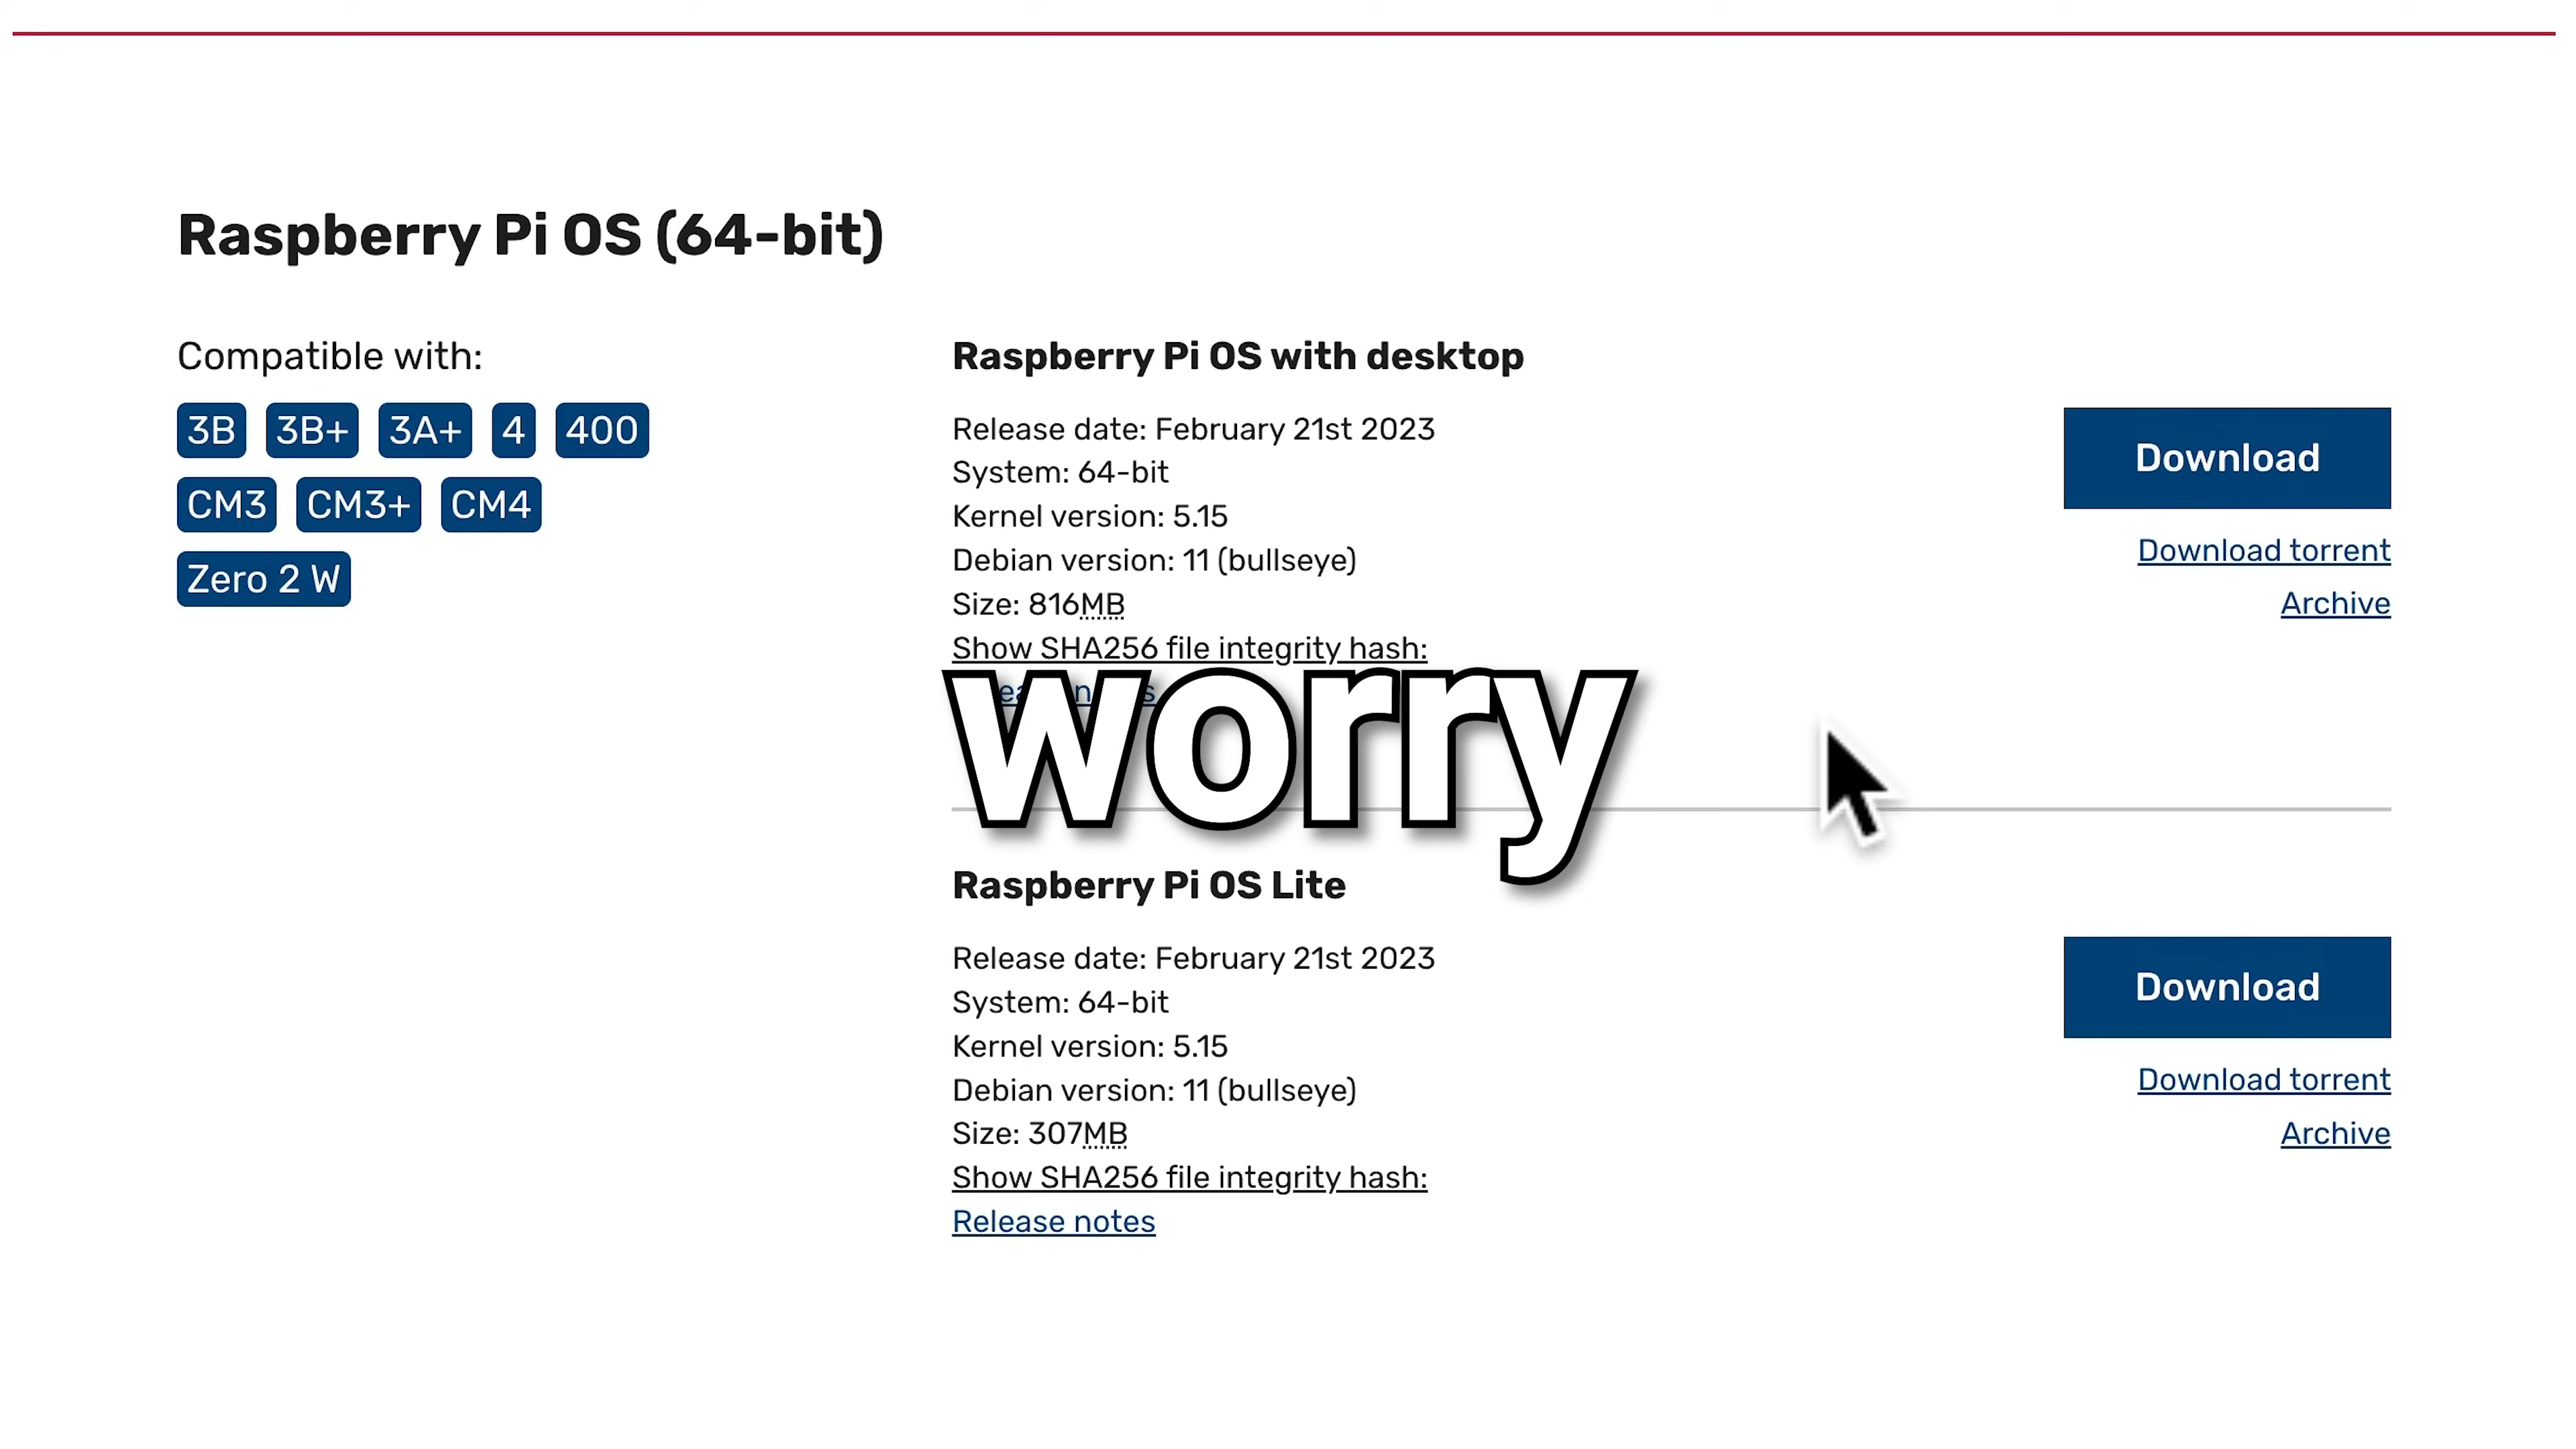 Raspberry Pi OS (64-bit)
Compatible with:
3B 3B+ 3A+ 4 400
CM3 CM3+ CM4
Zero 2 W
Raspberry Pi OS with desktop
Release date: February 21st 2023
System: 64-bit
Kernel version: 5.15
Debian version: 11 (bullseye)
Size: 816MB
Show SHA256 file integrity hash:
Download
Download torrent
Archive
worry
Raspberry Pi OS Lite
Release date: February 21st 2023
System: 64-bit
Kernel version: 5.15
Debian version: 11 (bullseye)
Size: 307MB
Show SHA256 file integrity hash:
Release notes
Download
Download torrent
Archive